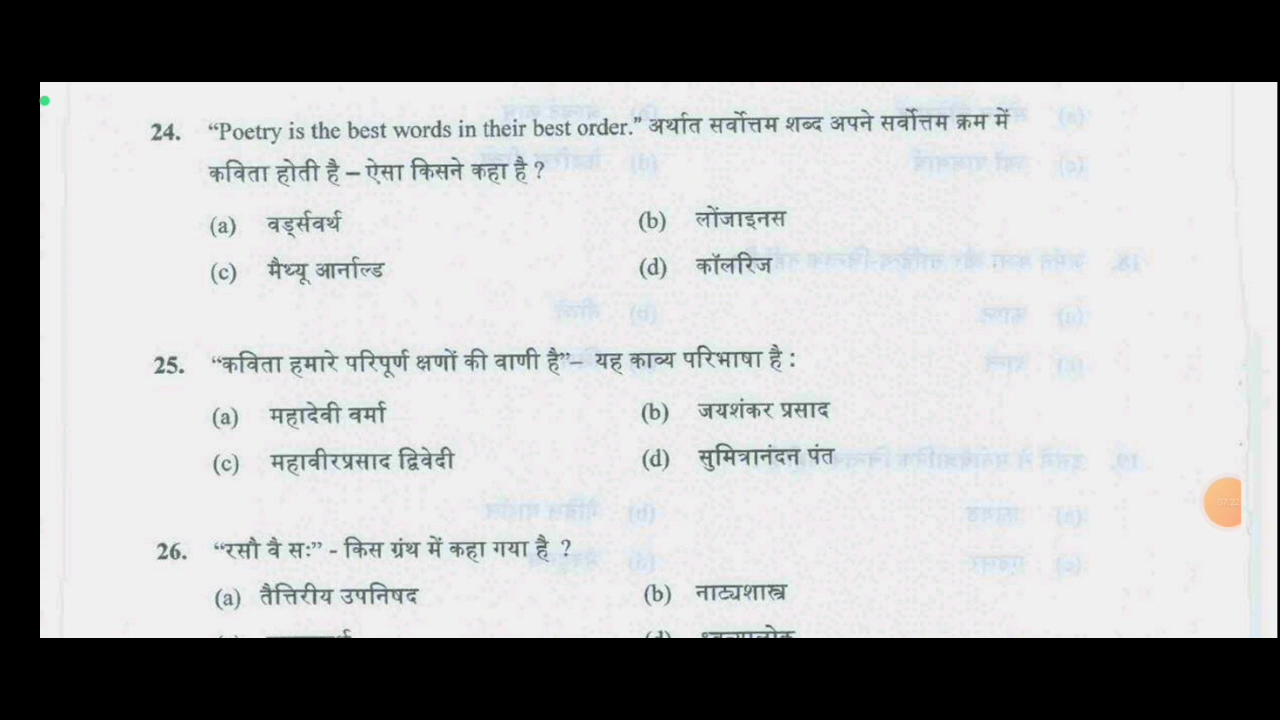 24. “Poetry is the best words in their best order." अर्थात सर्वोत्तम शब्द अपने सर्वोत्तम क्रम में
कविता होती है – ऐसा किसने कहा है ?
(a) वर्ड्सवर्थ (b) लोंजाइनस
(c) मैथ्यू आर्नाल्ड (d) कॉलरिज
25. “कविता हमारे परिपूर्ण क्षणों की वाणी है”– यह काव्य परिभाषा है :
(a) महादेवी वर्मा (b) जयशंकर प्रसाद
(c) महावीरप्रसाद द्विवेदी (d) सुमित्रानंदन पंत
26. “रसौ वै सः” - किस ग्रंथ में कहा गया है ?
(a) तैत्तिरीय उपनिषद (b) नाट्यशास्त्र
(d) ध्वन्यालोक